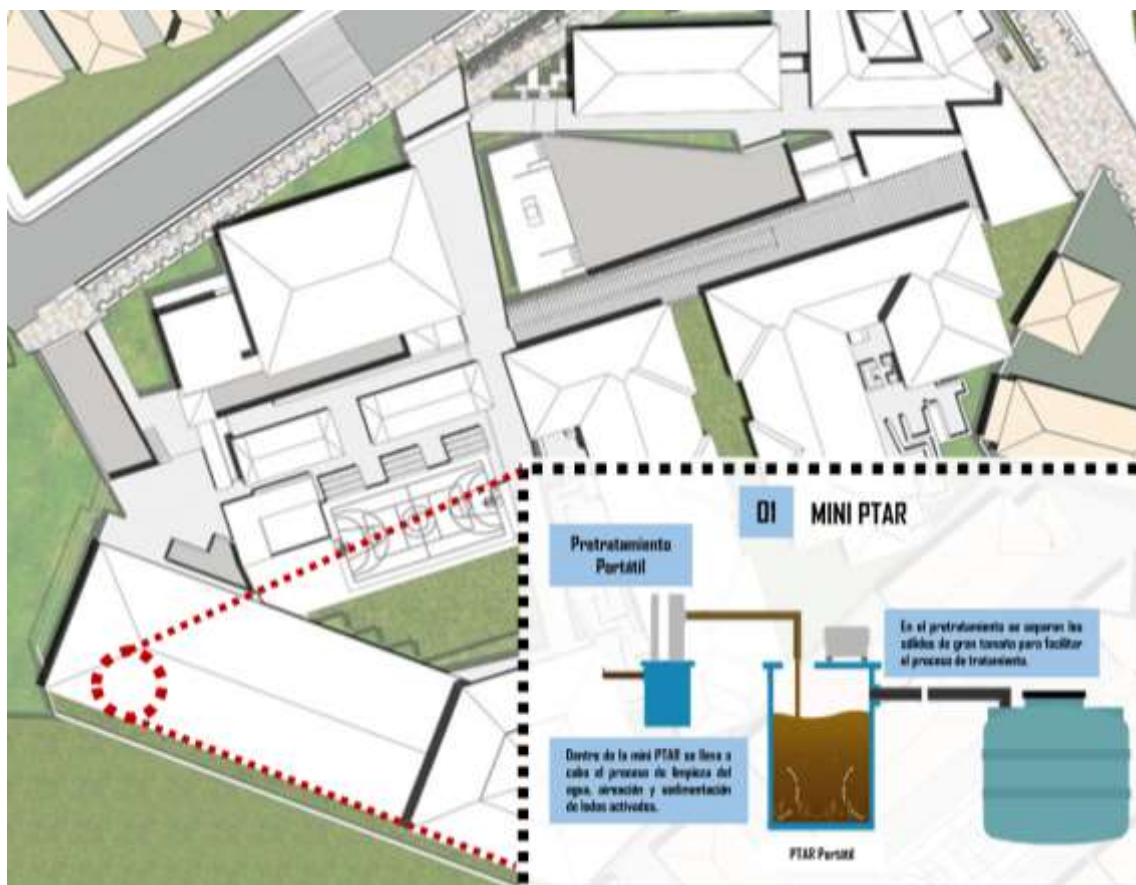 01 MINI PTAR
Pretratamiento
Portátil
En el pretratamiento se separan los
sólidos de gran tamaño para facilitar
el proceso de tratamiento.
Dentro de la mini PTAR se lleva a
cabo el proceso de limpieza del
agua, aireación y sedimentación
de lodos activados.
PTAR Portátil